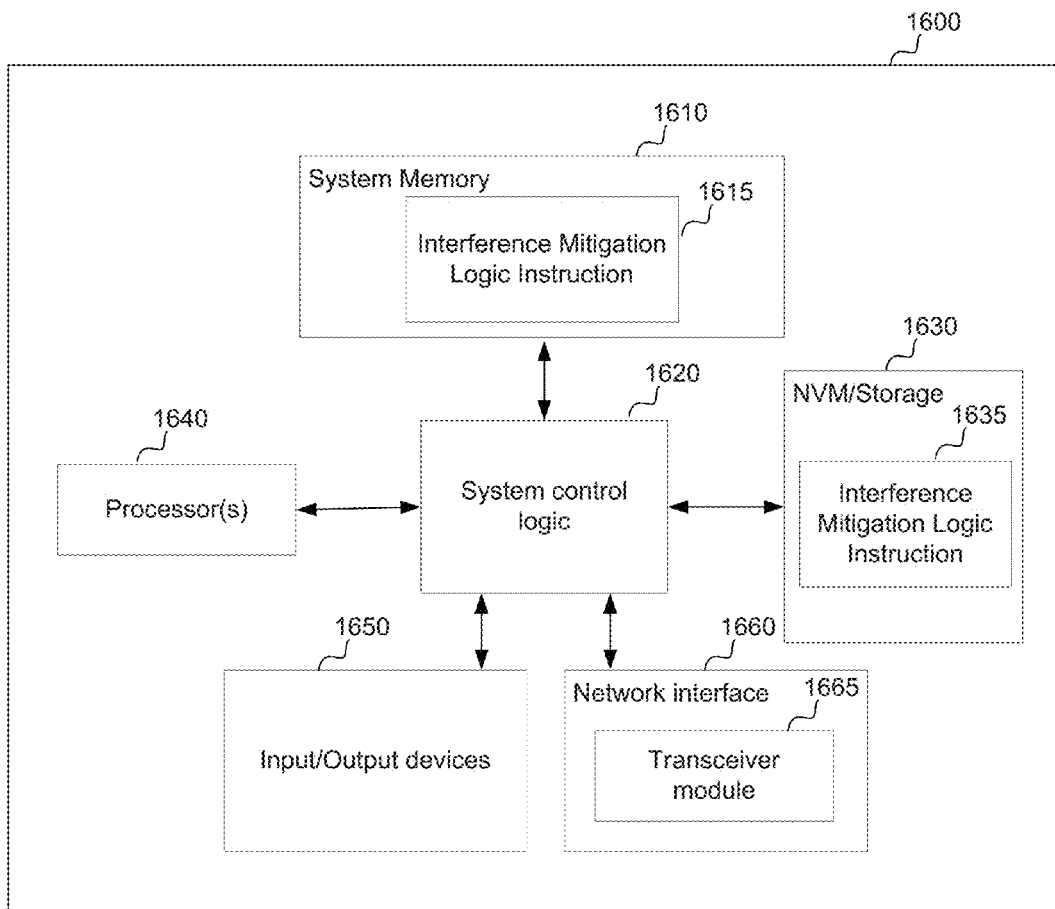 1600
1610
System Memory
1615
Interference Mitigation
Logic Instruction
1630
1620
NVM/Storage
1640
1635
System control
logic
Processor(s)
Interference
Mitigation Logic
Instruction
1650
1660
Network interface
1665
Input/Output devices
Transceiver
module